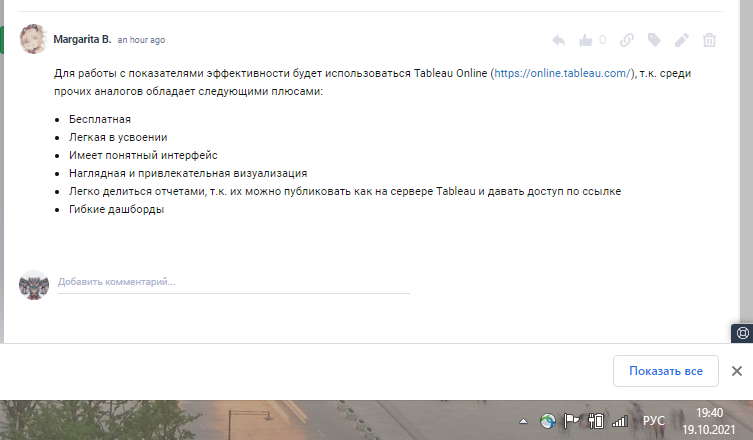 Margarita B. an hour ago
0
Для работы с показателями эффективности будет использоваться Tableau Online (https://online.tableau.com/), т.к. среди
прочих аналогов обладает следующими плюсами:
Бесплатная
Легкая в усвоении
Имеет понятный интерфейс
Наглядная и привлекательная визуализация
Легко делиться отчетами, т.к. их можно публиковать как на сервере Tableau и давать доступ по ссылке
Гибкие дашборды
Добавить комментарий...
Показать все
РУС
19:40
19.10.2021